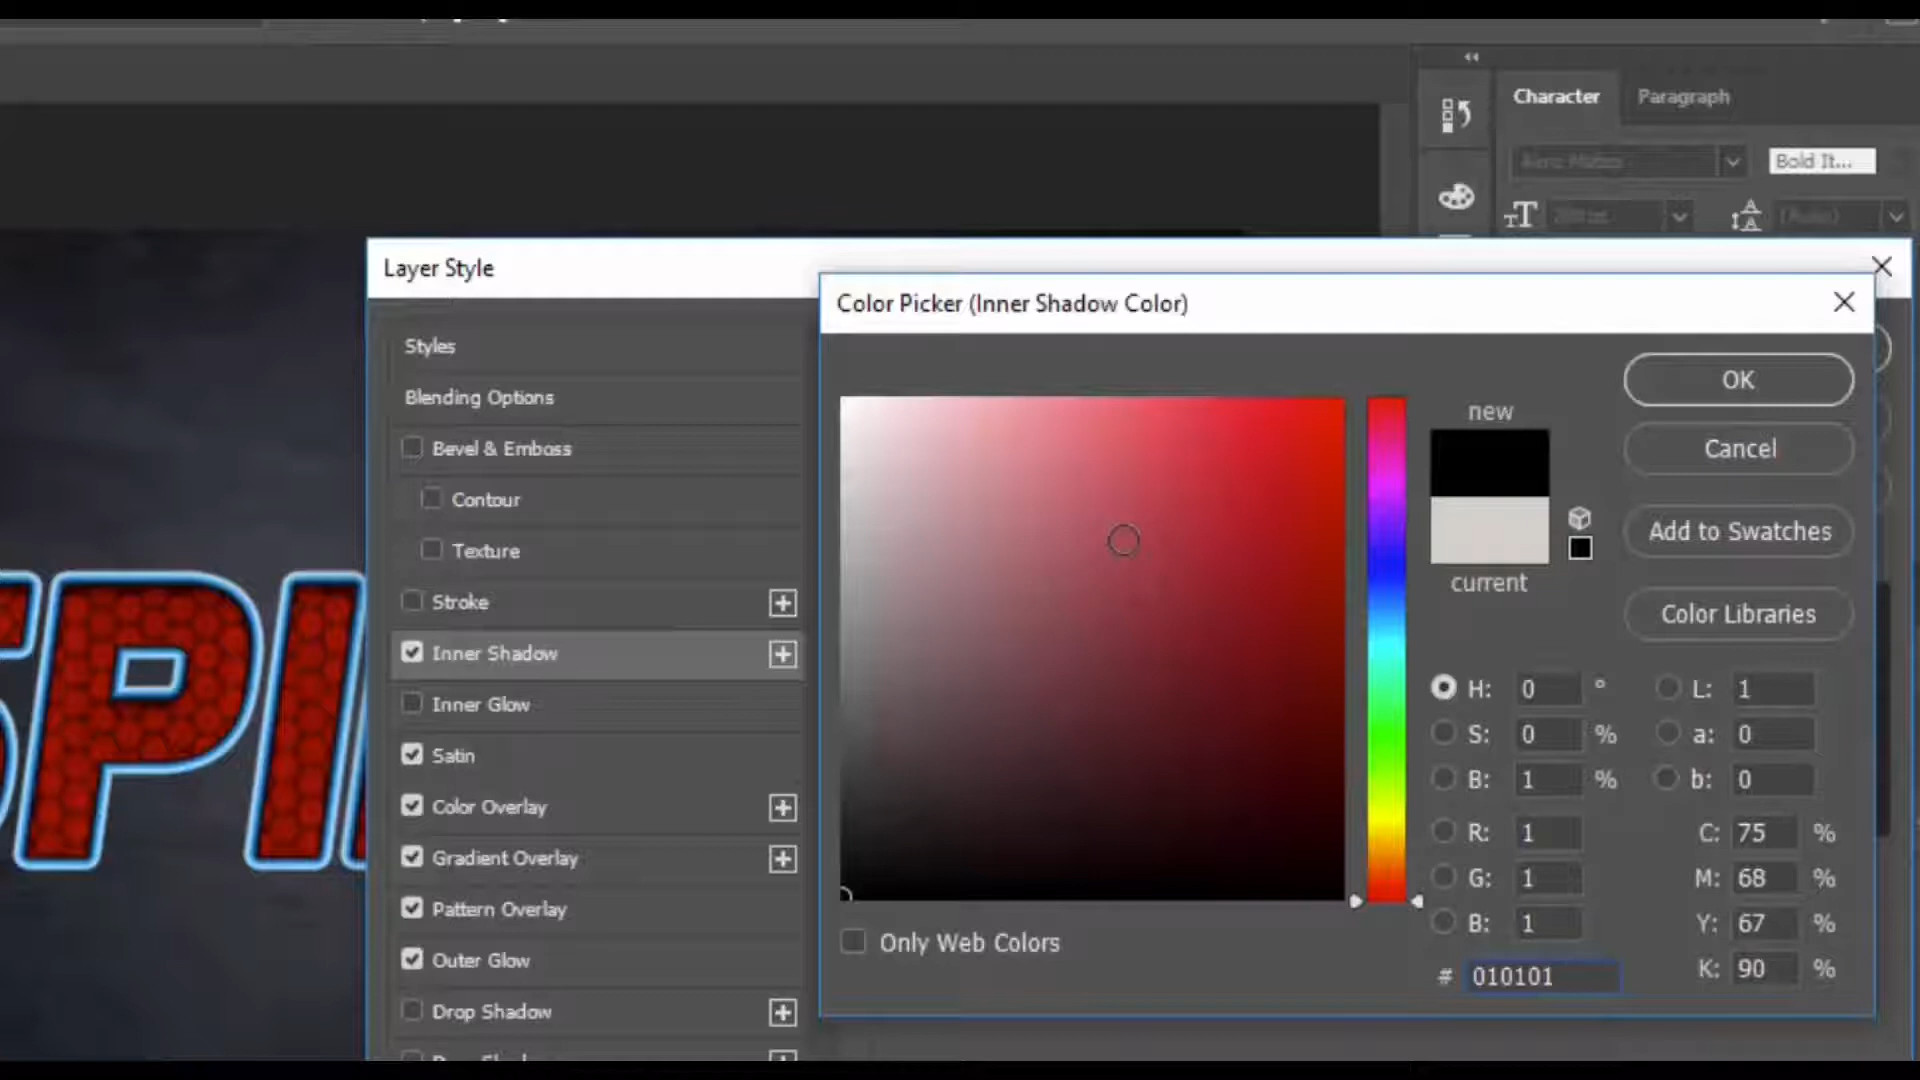 Character
Paragraph
Bold It...
(Auto)
Layer Style
Color Picker (Inner Shadow Color)
Styles
Blending Options
Bevel & Emboss
Contour
Texture
Stroke
Inner Shadow
Inner Glow
Satin
Color Overlay
Gradient Overlay
Pattern Overlay
Outer Glow
Drop Shadow
new
current
OK
Cancel
Add to Swatches
Color Libraries
H: 0 °
S: 0 %
B: 1 %
R: 1
G: 1
B: 1
# 010101
L: 1
a: 0
b: 0
C: 75 %
M: 68 %
Y: 67 %
K: 90 %
Only Web Colors
SPI